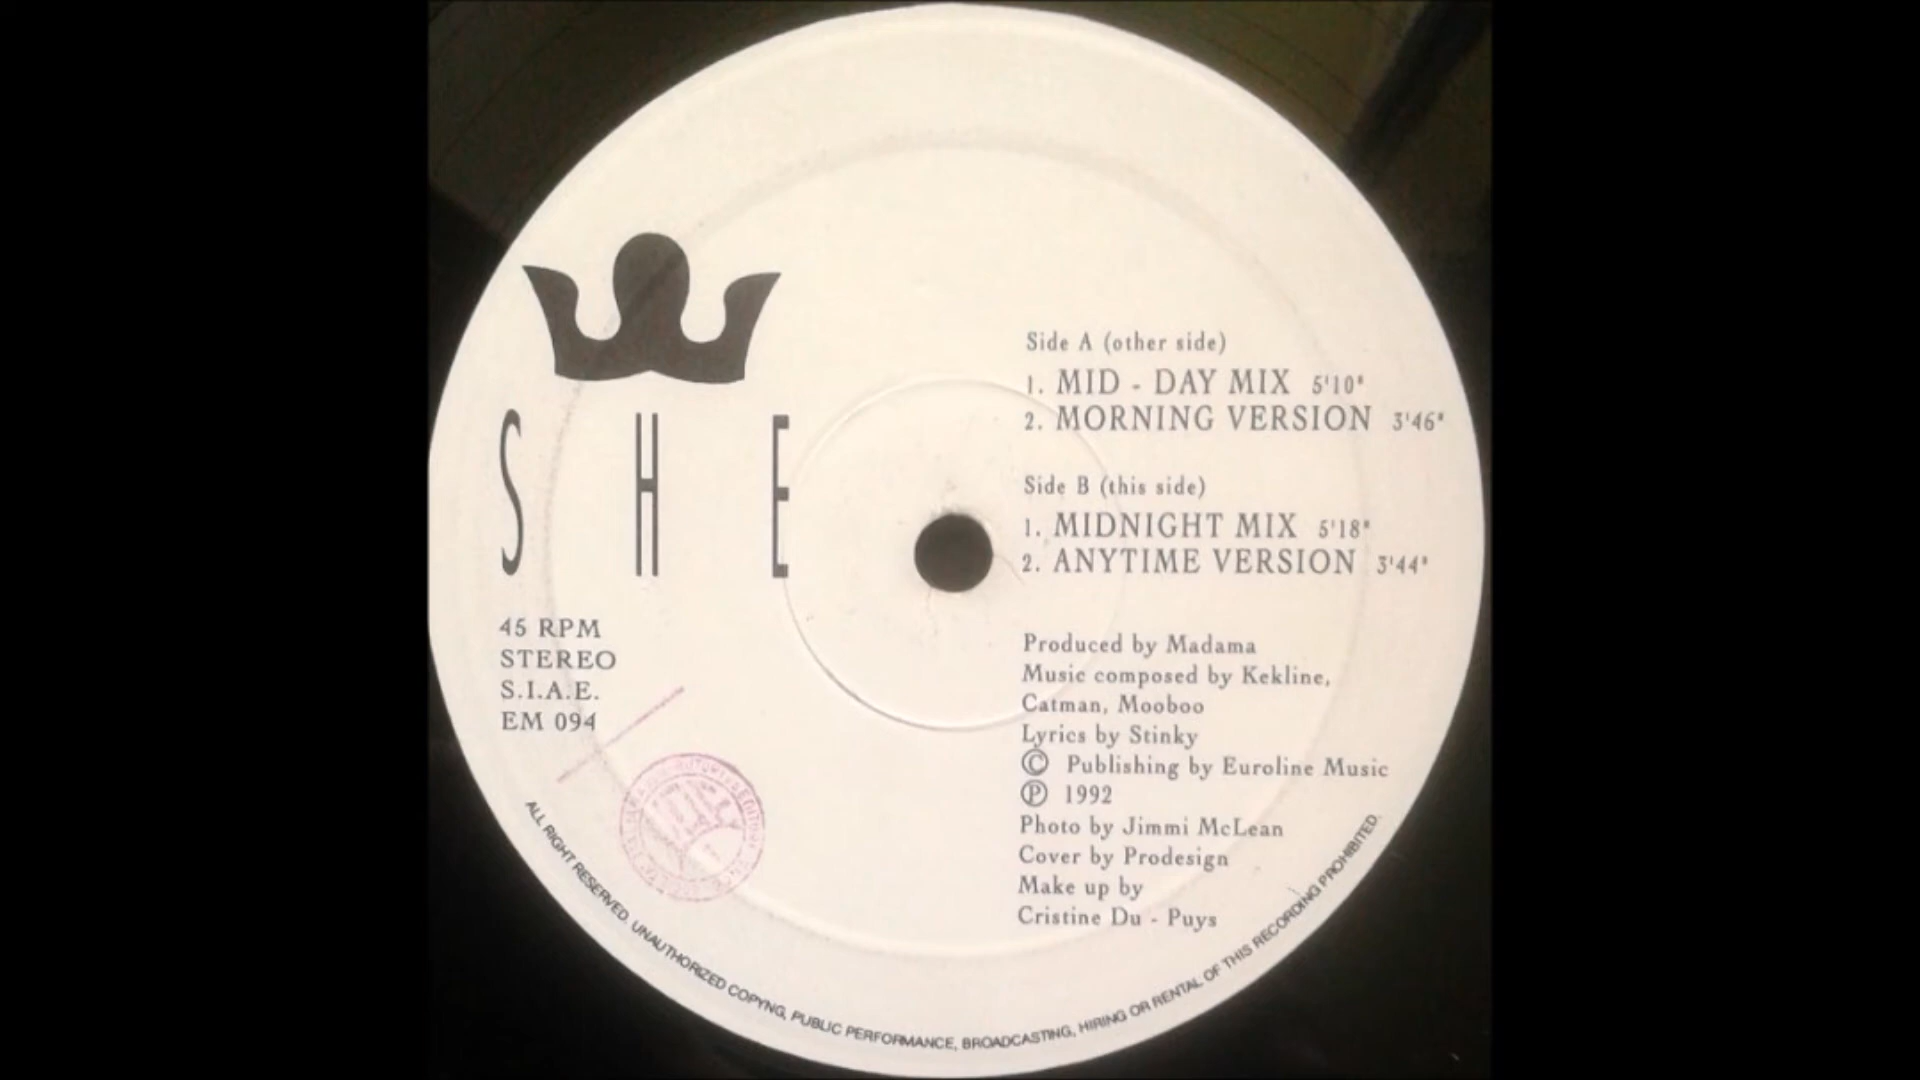 S H E
45 RPM
STEREO
S.I.A.E.
EM 094
Side A (other side)
1. MID - DAY MIX 5'10"
2. MORNING VERSION 3'46"
Side B (this side)
1. MIDNIGHT MIX 5'18"
2. ANYTIME VERSION 3'44"
Produced by Madama
Music composed by Kekline,
Catman, Mooboo
Lyrics by Stinky
© Publishing by Euroline Music
℗ 1992
Photo by Jimmi McLean
Cover by Prodesign
Make up by
Cristine Du - Puys
ALL RIGHT RESERVED. UNAUTHORIZED COPYNG, PUBLIC PERFORMANCE, BROADCASTING, HIRING OR RENTAL OF THIS RECORDING PROHIBITED.